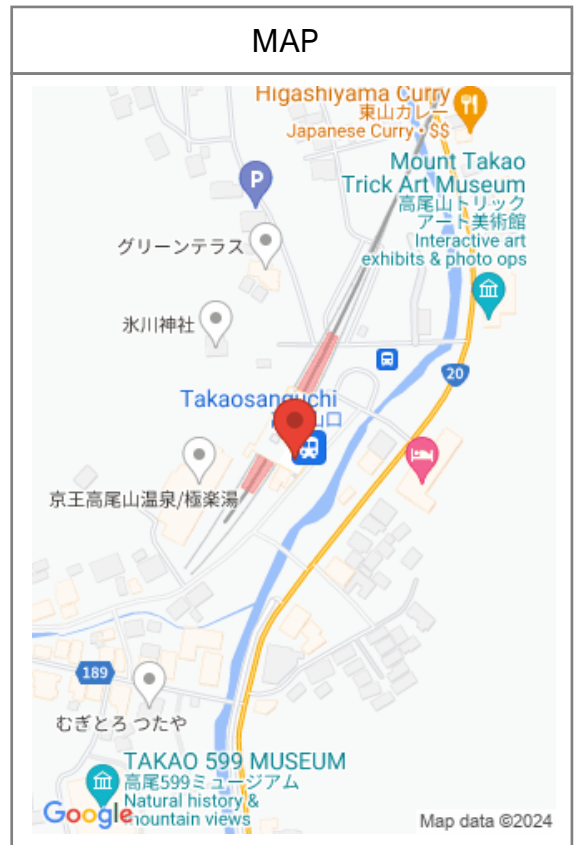 MAP
Higashiyama Curry
東山カレー
Japanese Curry • $$
Mount Takao
Trick Art Museum
高尾山トリック
アート美術館
Interactive art
exhibits & photo ops
P
グリーンテラス
氷川神社
20
Takaosanguchi
山口
京王高尾山温泉/極楽湯
189
むぎとろ つたや
TAKAO 599 MUSEUM
高尾599ミュージアム
Natural history &
mountain views
Google
Map data ©2024